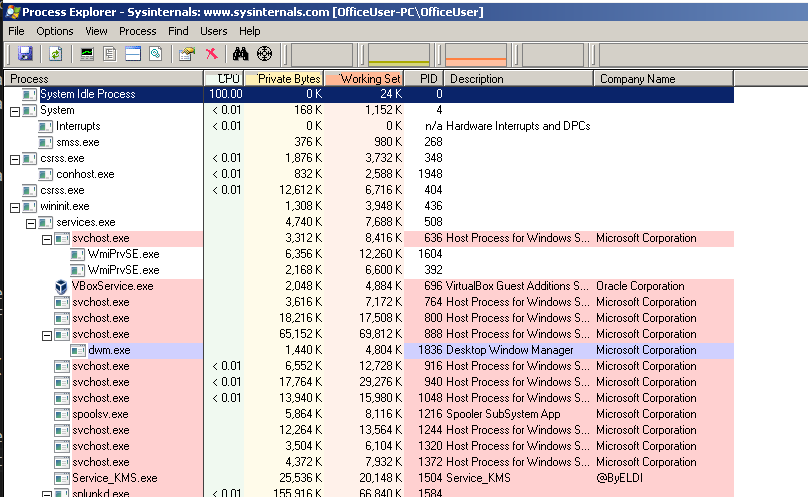 Process Explorer - Sysinternals: www.sysinternals.com [OfficeUser-PC\OfficeUser]
File Options View Process Find Users Help
Process CPU Private Bytes Working Set PID Description Company Name
System Idle Process 100.00 0 K 24 K 0
System < 0.01 168 K 1,152 K 4
Interrupts < 0.01 0 K 0 K n/a Hardware Interrupts and DPCs
smss.exe 376 K 980 K 268
csrss.exe < 0.01 1,876 K 3,732 K 348
conhost.exe < 0.01 832 K 2,588 K 1948
csrss.exe < 0.01 12,612 K 6,716 K 404
wininit.exe 1,308 K 3,948 K 436
services.exe 4,740 K 7,688 K 508
svchost.exe 3,312 K 8,416 K 636 Host Process for Windows S... Microsoft Corporation
WmiPrvSE.exe 6,356 K 12,260 K 1604
WmiPrvSE.exe 2,168 K 6,600 K 392
VBoxService.exe 2,048 K 4,884 K 696 VirtualBox Guest Additions S... Oracle Corporation
svchost.exe 3,616 K 7,172 K 764 Host Process for Windows S... Microsoft Corporation
svchost.exe 18,216 K 17,508 K 800 Host Process for Windows S... Microsoft Corporation
svchost.exe 65,152 K 69,812 K 888 Host Process for Windows S... Microsoft Corporation
dwm.exe 1,440 K 4,804 K 1836 Desktop Window Manager Microsoft Corporation
svchost.exe < 0.01 6,552 K 12,728 K 916 Host Process for Windows S... Microsoft Corporation
svchost.exe < 0.01 17,764 K 29,276 K 940 Host Process for Windows S... Microsoft Corporation
svchost.exe < 0.01 13,940 K 15,980 K 1048 Host Process for Windows S... Microsoft Corporation
spoolsv.exe 5,864 K 8,116 K 1216 Spooler SubSystem App Microsoft Corporation
svchost.exe 12,264 K 13,564 K 1244 Host Process for Windows S... Microsoft Corporation
svchost.exe 3,504 K 6,104 K 1320 Host Process for Windows S... Microsoft Corporation
svchost.exe 4,372 K 7,932 K 1372 Host Process for Windows S... Microsoft Corporation
Service_KMS.exe 25,536 K 20,148 K 1504 Service_KMS @ByELDI
splunkd.exe < 0.01 155,916 K 66,840 K 1584